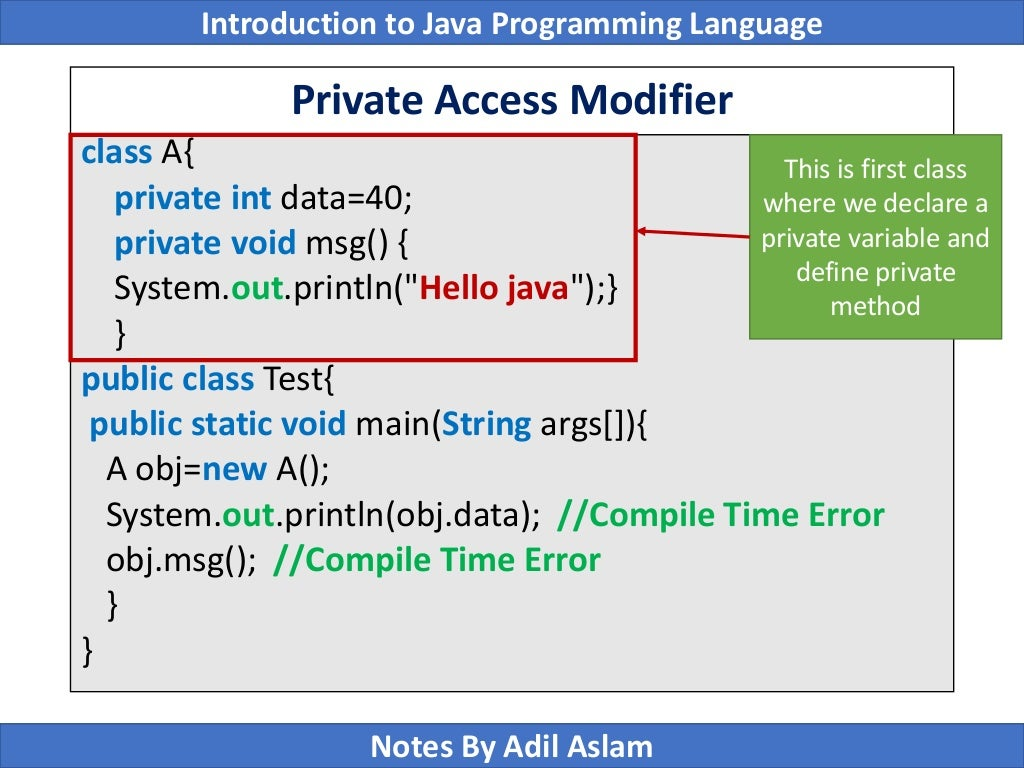 Introduction to Java Programming Language
Private Access Modifier
class A{
private int data=40;
private void msg() {
System.out.println("Hello java");}
}
This is first class
where we declare a
private variable and
define private
method
public class Test{
public static void main(String args[]){
A obj=new A();
System.out.println(obj.data); //Compile Time Error
obj.msg(); //Compile Time Error
}
}
Notes By Adil Aslam